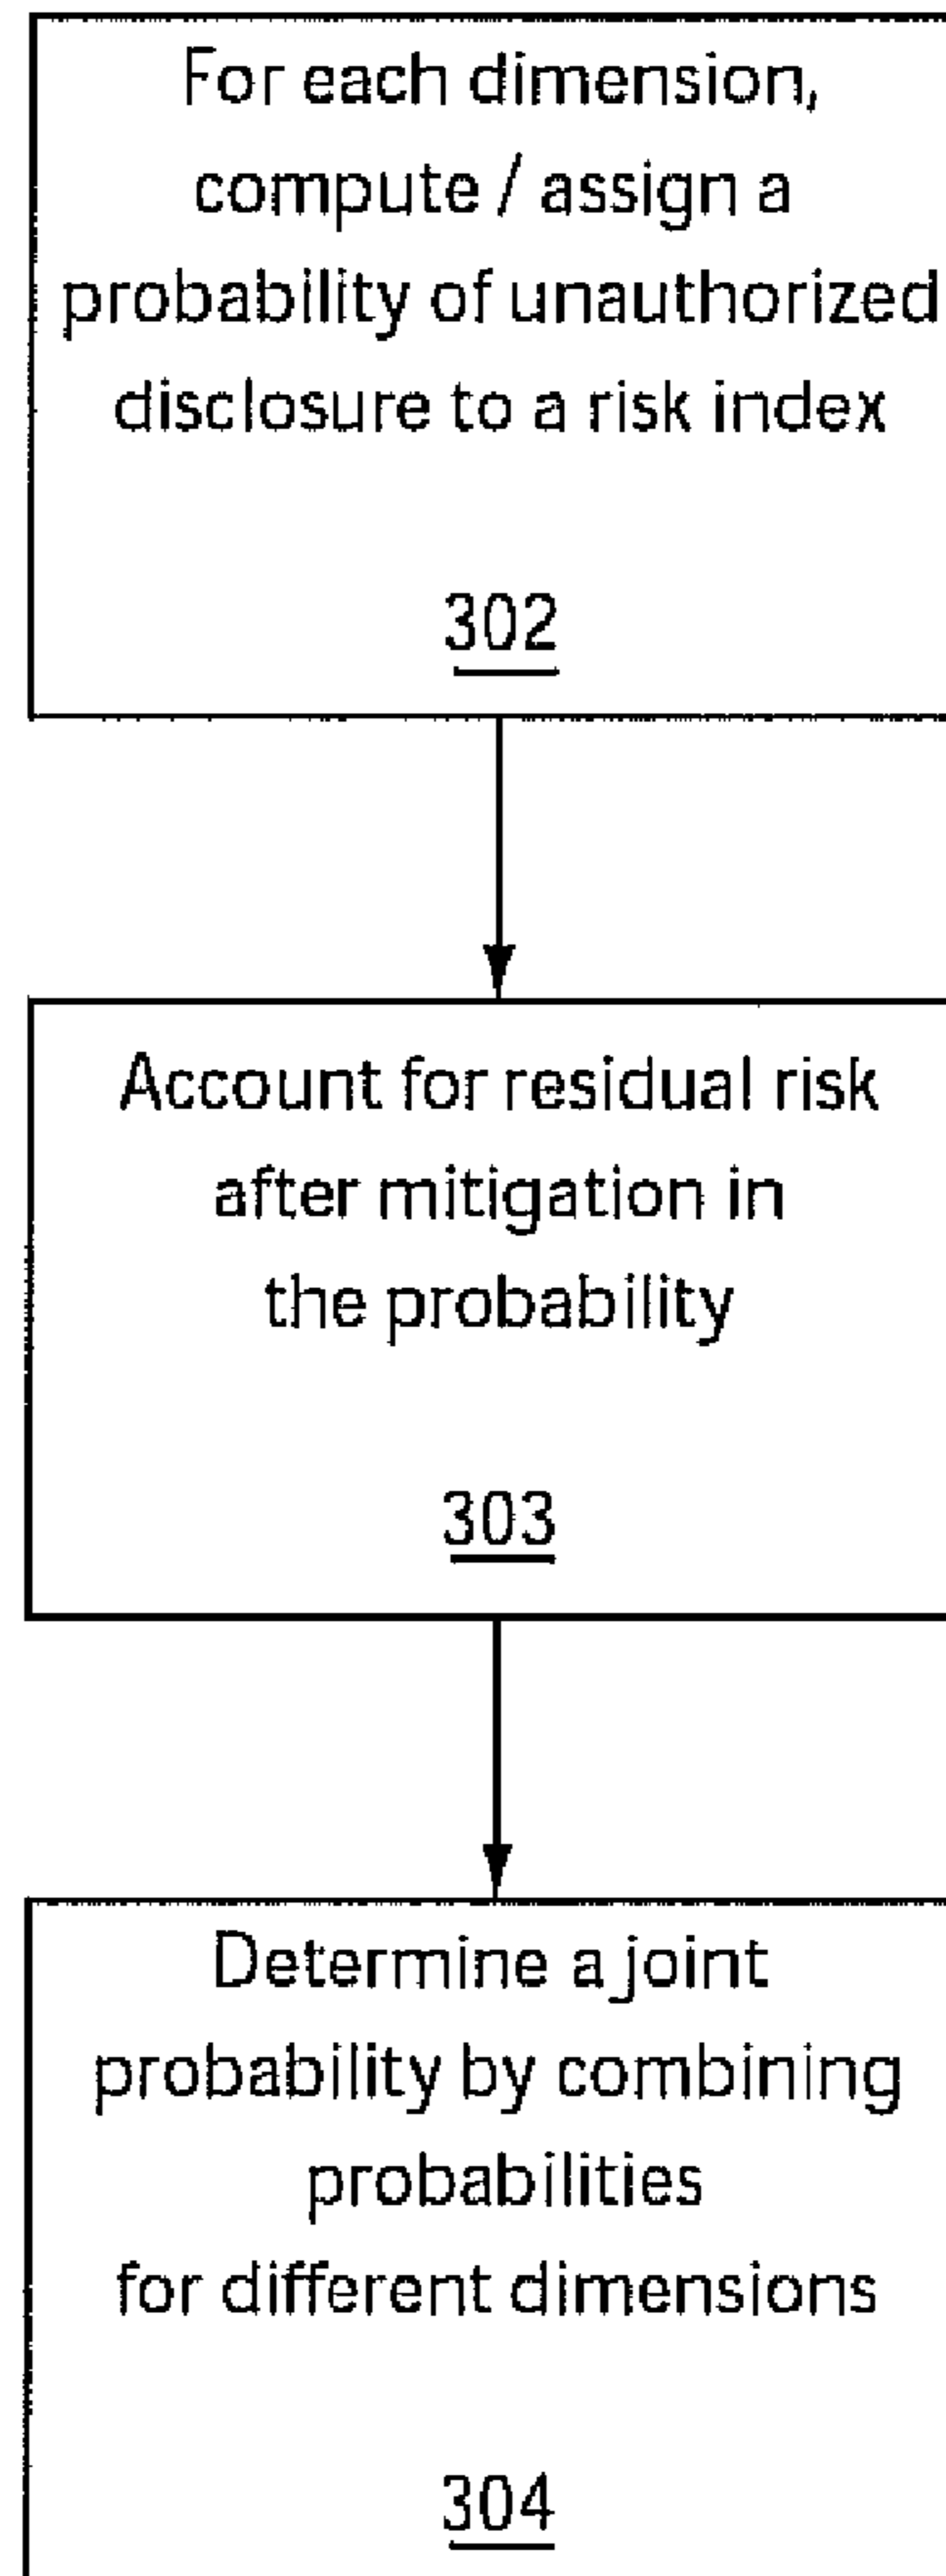 For each dimension,
compute / assign a
probability of unauthorized
disclosure to a risk index
302
Account for residual risk
after mitigation in
the probability
303
Determine a joint
probability by combining
probabilities
for different dimensions
304